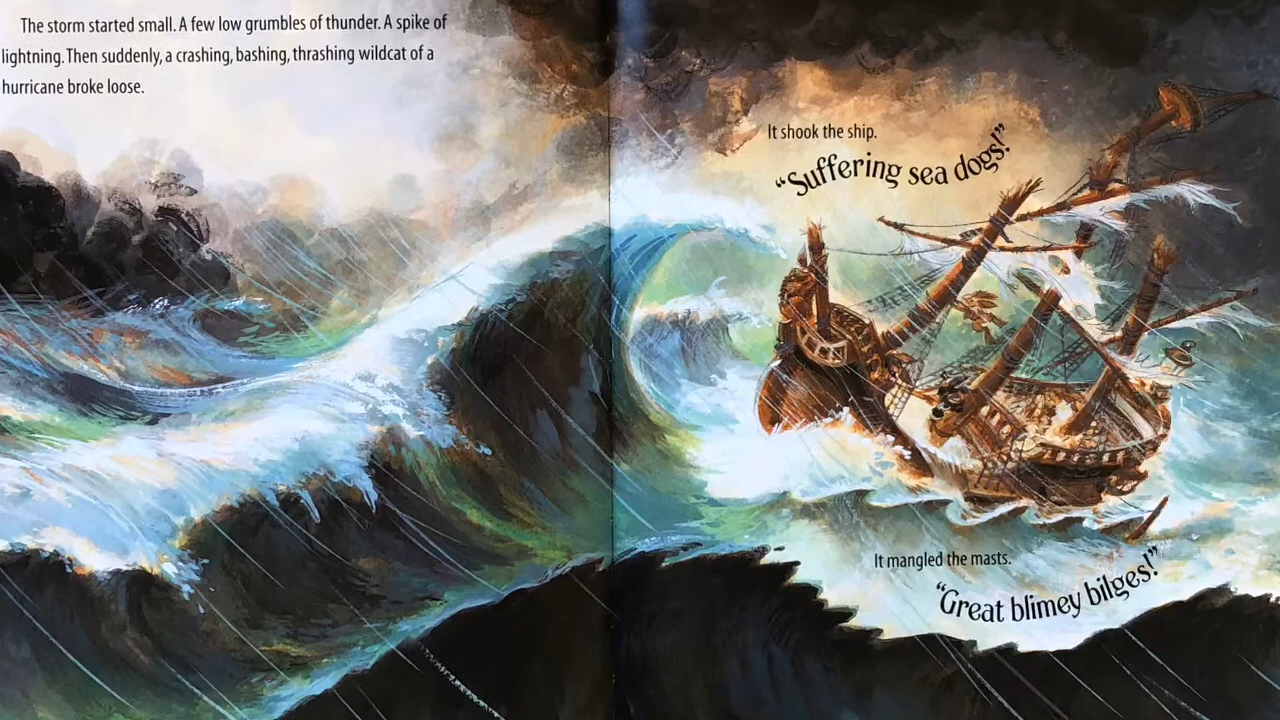 The storm started small. A few low grumbles of thunder. A spike of
lightning. Then suddenly, a crashing, bashing, thrashing wildcat of a
hurricane broke loose.
It shook the ship.
“Suffering sea dogs!”
It mangled the masts.
“Great blimey bilges!”